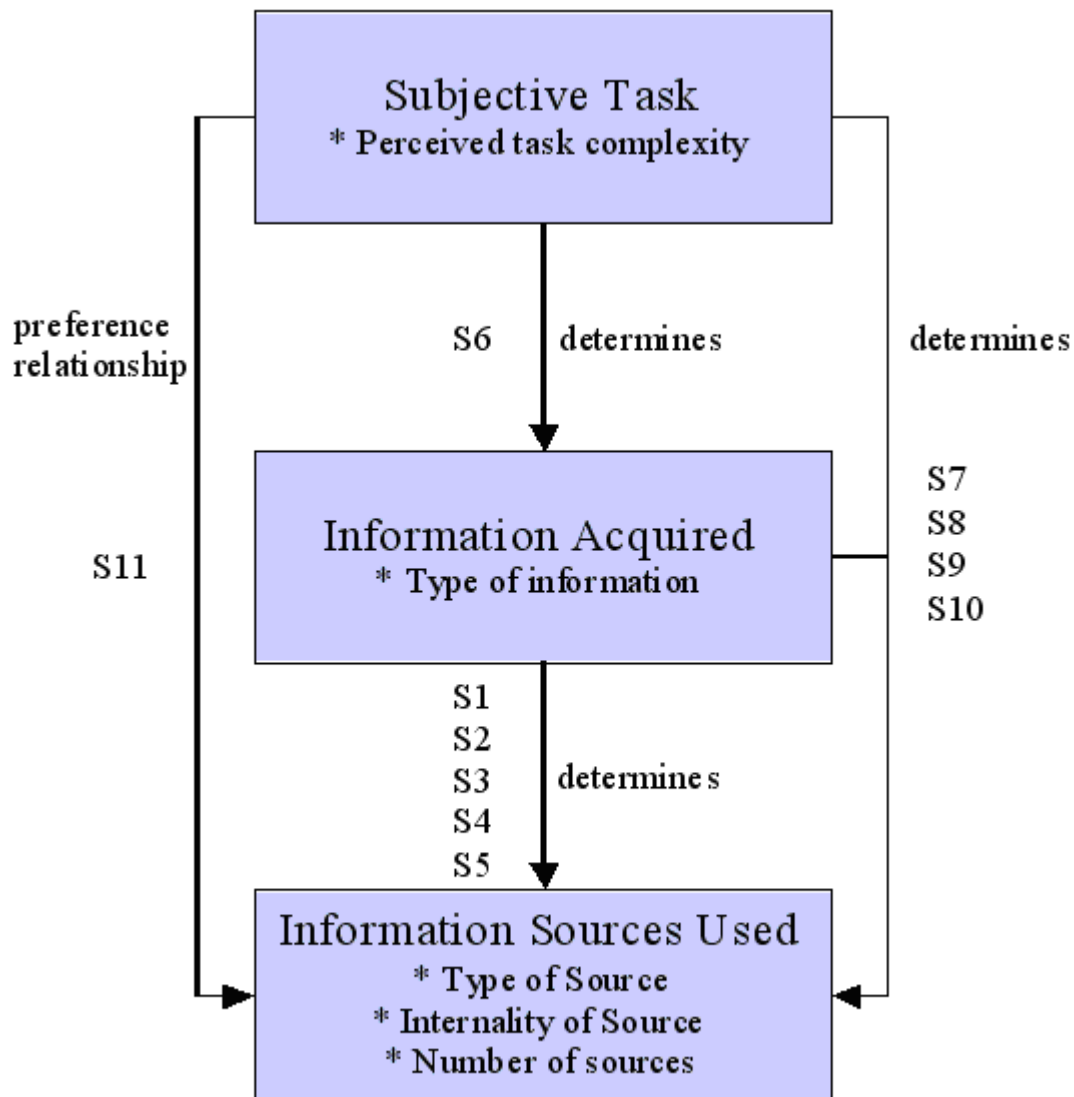 Subjective Task
* Perceived task complexity
preference
relationship
S6
determines
determines
Information Acquired
* Type of information
S7
S8
S9
S10
S11
S1
S2
S3
S4
S5
determines
Information Sources Used
* Type of Source
* Internality of Source
* Number of sources